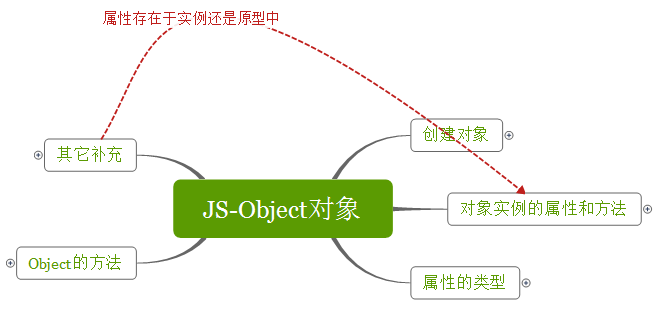 属性存在于实例还是原型中
其它补充
创建对象
JS-Object对象
对象实例的属性和方法
Object的方法
属性的类型